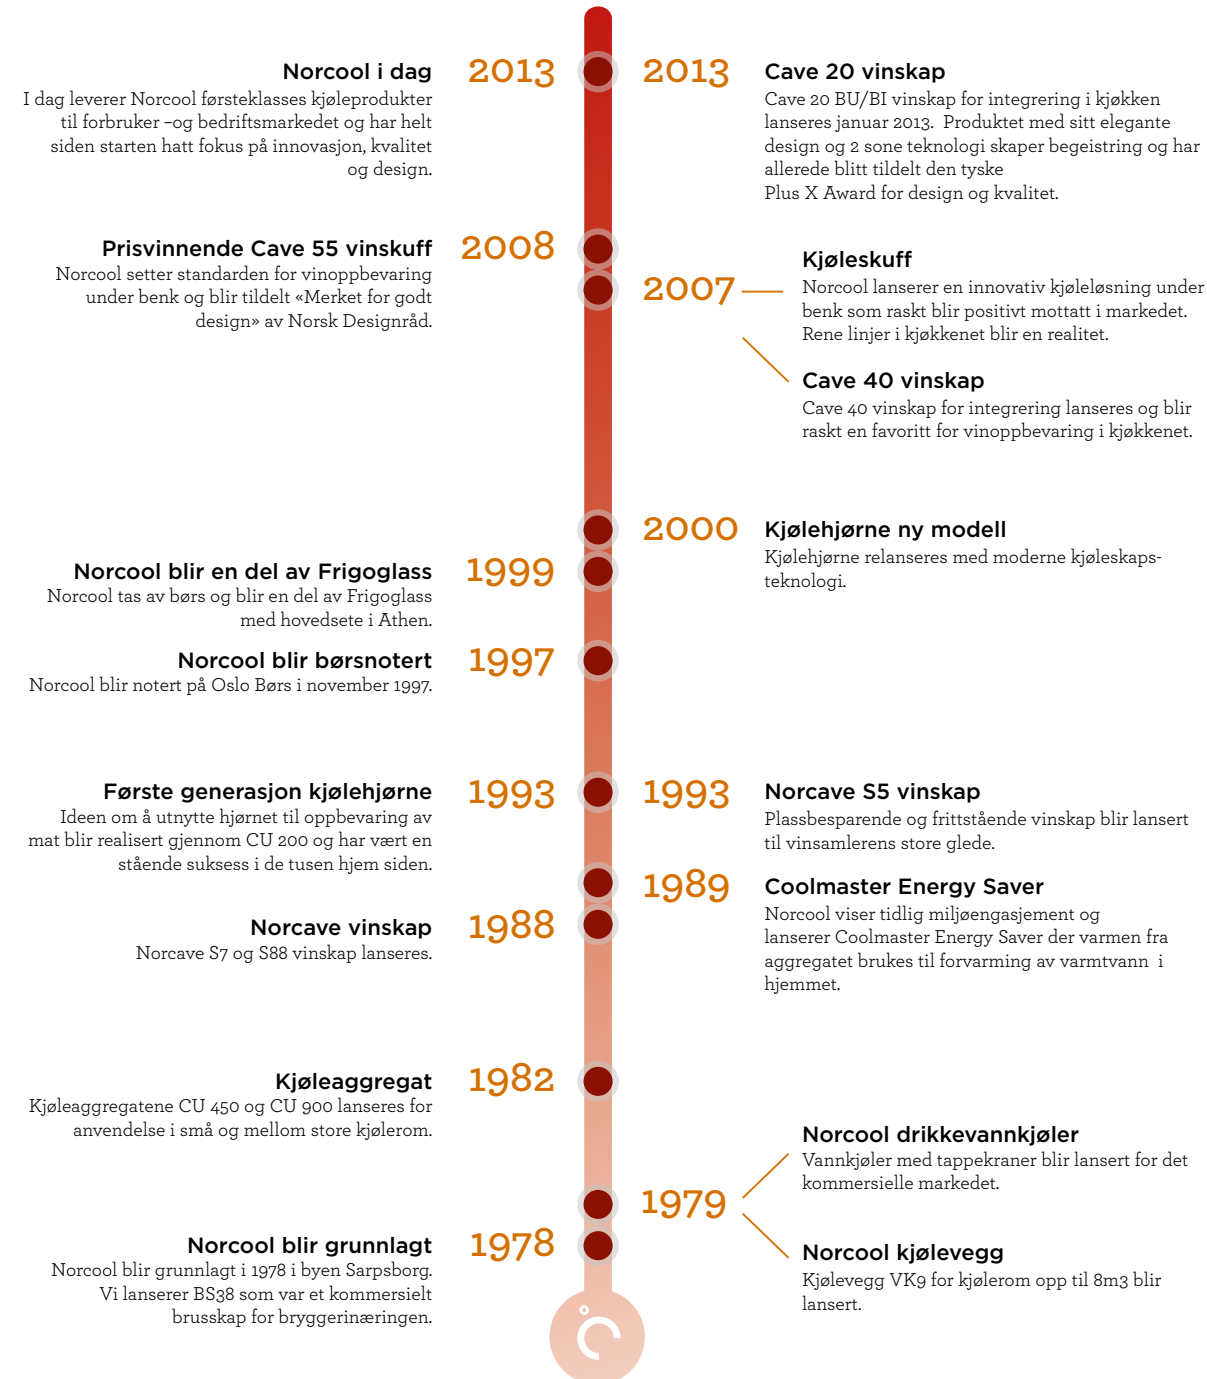 2013
Norcool i dag
I dag leverer Norcool førsteklasses kjøleprodukter
til forbruker –og bedriftsmarkedet og har helt
siden starten hatt fokus på innovasjon, kvalitet
og design.
2013
Cave 20 vinskap
Cave 20 BU/BI vinskap for integrering i kjøkken
lanseres januar 2013.  Produktet med sitt elegante
design og 2 sone teknologi skaper begeistring og har
allerede blitt tildelt den tyske
Plus X Award for design og kvalitet.
2008
Prisvinnende Cave 55 vinskuff
Norcool setter standarden for vinoppbevaring
under benk og blir tildelt «Merket for godt
design» av Norsk Designråd.
2007
Kjøleskuff
Norcool lanserer en innovativ kjøleløsning under
benk som raskt blir positivt mottatt i markedet.
Rene linjer i kjøkkenet blir en realitet.
Cave 40 vinskap
Cave 40 vinskap for integrering lanseres og blir
raskt en favoritt for vinoppbevaring i kjøkkenet.
2000
Kjølehjørne ny modell
Kjølehjørne relanseres med moderne kjøleskaps-
teknologi.
1999
Norcool blir en del av Frigoglass
Norcool tas av børs og blir en del av Frigoglass
med hovedsete i Athen.
1997
Norcool blir børsnotert
Norcool blir notert på Oslo Børs i november 1997.
1993
Første generasjon kjølehjørne
Ideen om å utnytte hjørnet til oppbevaring av
mat blir realisert gjennom CU 200 og har vært en
stående suksess i de tusen hjem siden.
1993
Norcave S5 vinskap
Plassbesparende og frittstående vinskap blir lansert
til vinsamlerens store glede.
1989
Coolmaster Energy Saver
Norcool viser tidlig miljøengasjement og
lanserer Coolmaster Energy Saver der varmen fra
aggregatet brukes til forvarming av varmtvann  i
hjemmet.
1988
Norcave vinskap
Norcave S7 og S88 vinskap lanseres.
1982
Kjøleaggregat
Kjøleaggregatene CU 450 og CU 900 lanseres for
anvendelse i små og mellom store kjølerom.
1979
Norcool drikkevannkjøler
Vannkjøler med tappekraner blir lansert for det
kommersielle markedet.
Norcool kjølevegg
Kjølevegg VK9 for kjølerom opp til 8m3 blir
lansert.
1978
Norcool blir grunnlagt
Norcool blir grunnlagt i 1978 i byen Sarpsborg.
Vi lanserer BS38 som var et kommersielt
brusskap for bryggerinæringen.